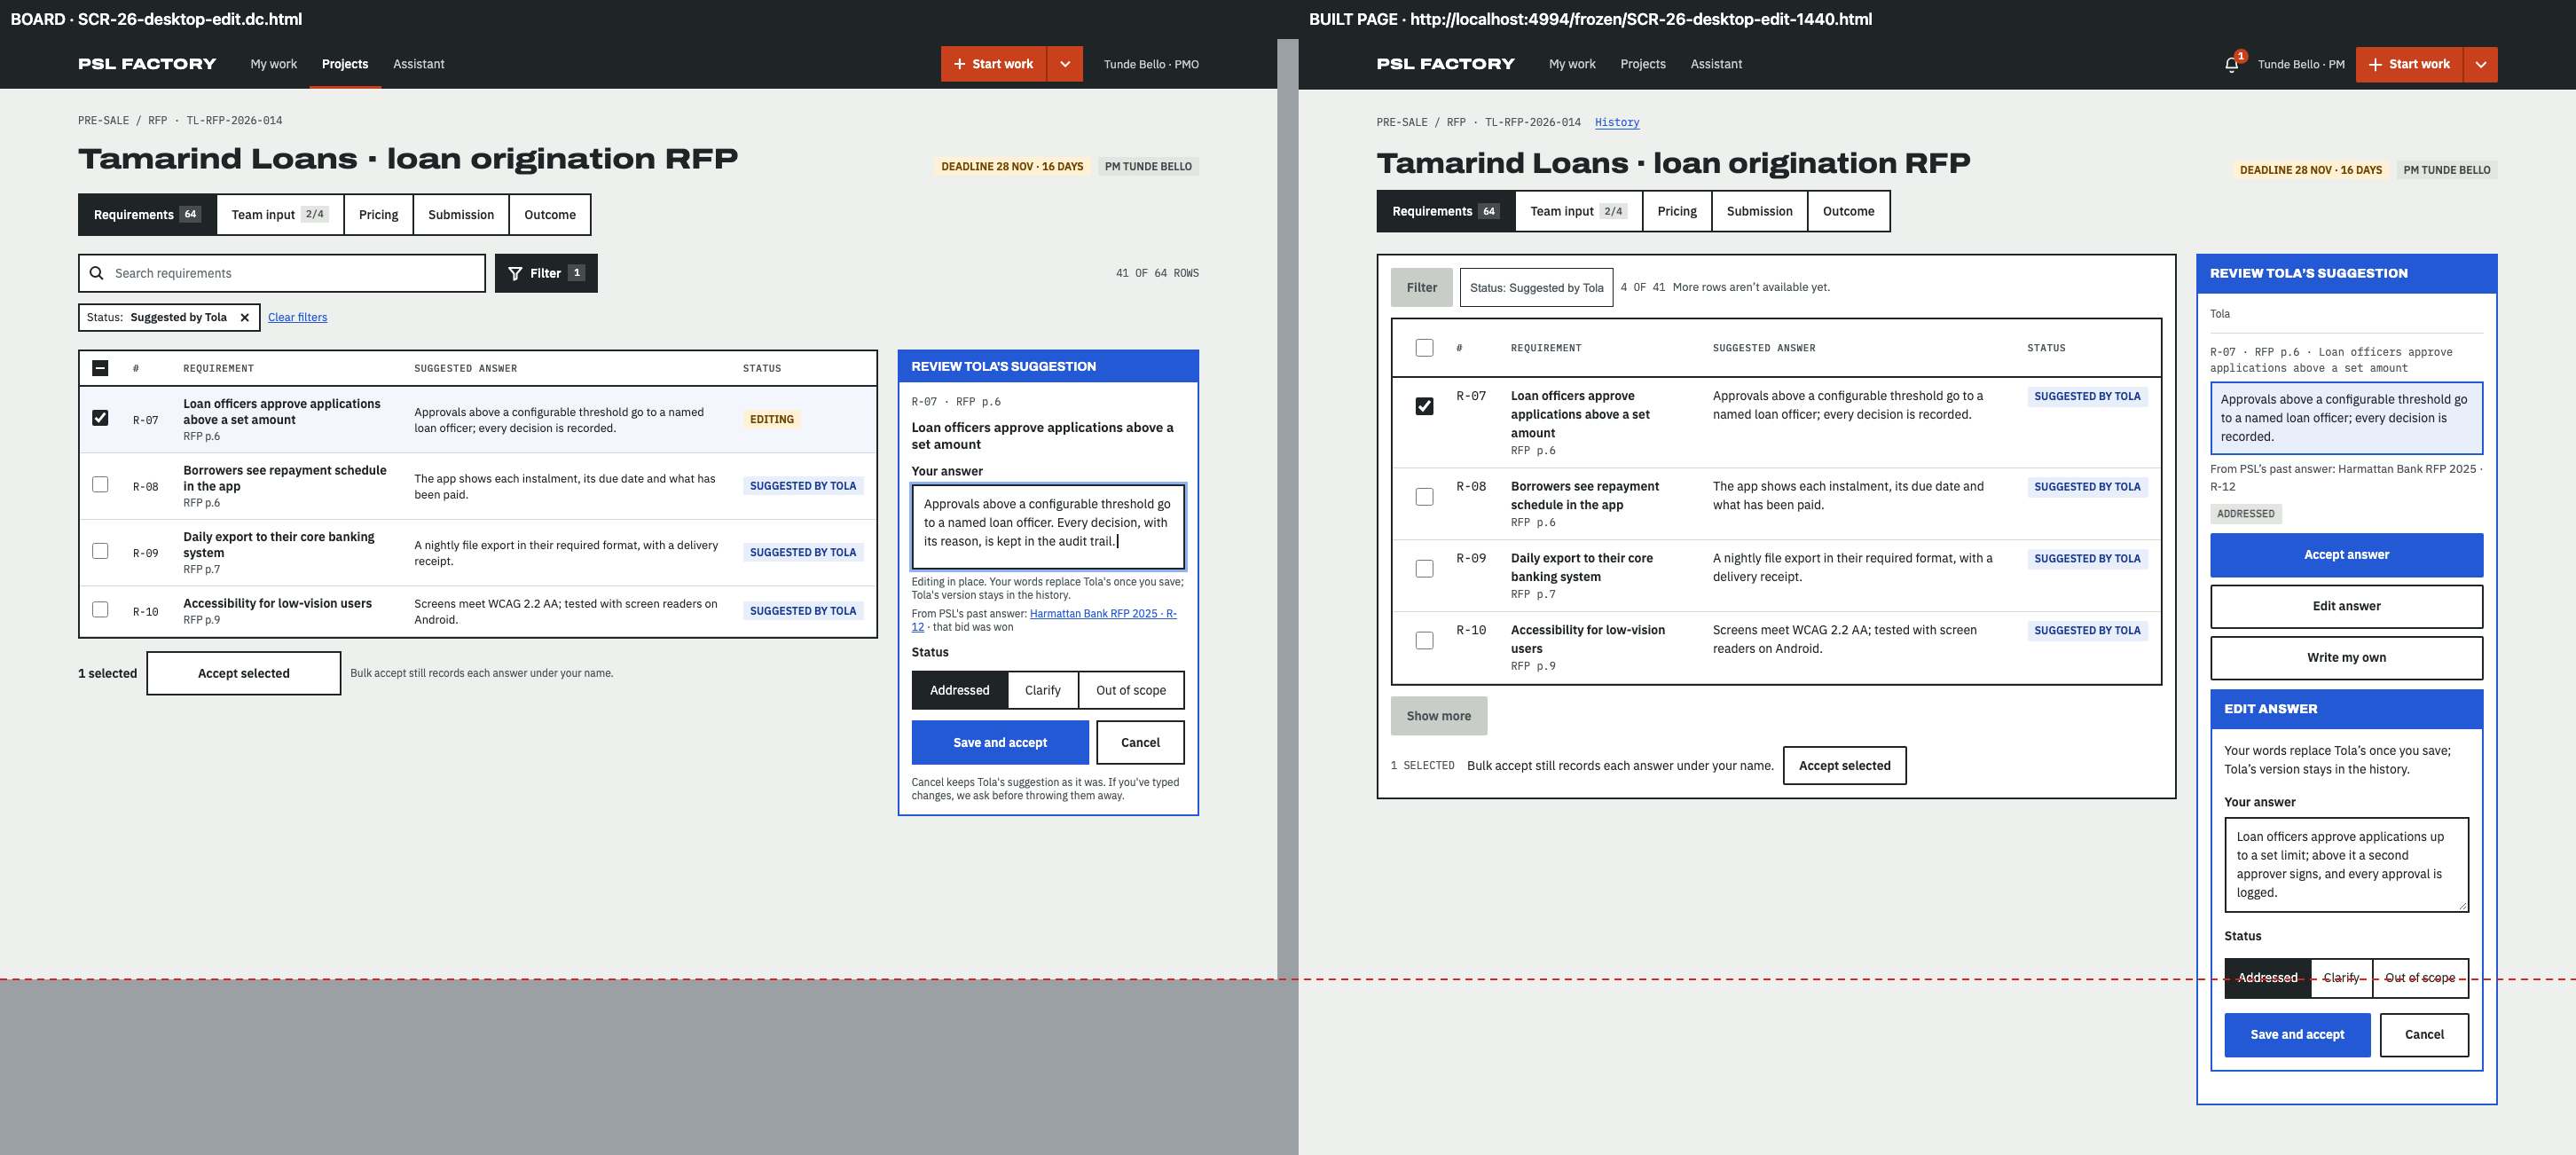 BOARD · SCR-26-desktop-edit.dc.html
PSL FACTORY
My work
Projects
Assistant
Start work
Tunde Bello · PMO
PRE-SALE / RFP · TL-RFP-2026-014
Tamarind Loans · loan origination RFP
DEADLINE 28 NOV · 16 DAYS
PM TUNDE BELLO
Requirements 64
Team input 2/4
Pricing
Submission
Outcome
Search requirements
Filter 1
41 OF 64 ROWS
Status: Suggested by Tola
Clear filters
# REQUIREMENT SUGGESTED ANSWER STATUS
R-07
Loan officers approve applications
above a set amount
RFP p.6
Approvals above a configurable threshold go to a named
loan officer; every decision is recorded.
EDITING
R-08
Borrowers see repayment schedule
in the app
RFP p.6
The app shows each instalment, its due date and what has
been paid.
SUGGESTED BY TOLA
R-09
Daily export to their core banking
system
RFP p.7
A nightly file export in their required format, with a delivery
receipt.
SUGGESTED BY TOLA
R-10
Accessibility for low-vision users
RFP p.9
Screens meet WCAG 2.2 AA; tested with screen readers on
Android.
SUGGESTED BY TOLA
1 selected
Accept selected
Bulk accept still records each answer under your name.
REVIEW TOLA'S SUGGESTION
R-07 · RFP p.6
Loan officers approve applications above a
set amount
Your answer
Approvals above a configurable threshold go
to a named loan officer. Every decision, with
its reason, is kept in the audit trail.
Editing in place. Your words replace Tola's once you save;
Tola's version stays in the history.
From PSL's past answer: Harmattan Bank RFP 2025 · R-
12 · that bid was won
Status
Addressed
Clarify
Out of scope
Save and accept
Cancel
Cancel keeps Tola's suggestion as it was. If you've typed
changes, we ask before throwing them away.
BUILT PAGE · http://localhost:4994/frozen/SCR-26-desktop-edit-1440.html
PSL FACTORY
My work
Projects
Assistant
1
Tunde Bello · PM
Start work
PRE-SALE / RFP · TL-RFP-2026-014 History
Tamarind Loans · loan origination RFP
DEADLINE 28 NOV · 16 DAYS
PM TUNDE BELLO
Requirements 64
Team input 2/4
Pricing
Submission
Outcome
Filter
Status: Suggested by Tola
4 OF 41 More rows aren’t available yet.
# REQUIREMENT SUGGESTED ANSWER STATUS
R-07
Loan officers approve
applications above a set
amount
RFP p.6
Approvals above a configurable threshold go to a
named loan officer; every decision is recorded.
SUGGESTED BY TOLA
R-08
Borrowers see repayment
schedule in the app
RFP p.6
The app shows each instalment, its due date and
what has been paid.
SUGGESTED BY TOLA
R-09
Daily export to their core
banking system
RFP p.7
A nightly file export in their required format, with a
delivery receipt.
SUGGESTED BY TOLA
R-10
Accessibility for low-vision
users
RFP p.9
Screens meet WCAG 2.2 AA; tested with screen
readers on Android.
SUGGESTED BY TOLA
Show more
1 SELECTED
Bulk accept still records each answer under your name.
Accept selected
REVIEW TOLA’S SUGGESTION
Tola
R-07 · RFP p.6 · Loan officers approve
applications above a set amount
Approvals above a configurable threshold go
to a named loan officer; every decision is
recorded.
From PSL’s past answer: Harmattan Bank RFP 2025 ·
R-12
ADDRESSED
Accept answer
Edit answer
Write my own
EDIT ANSWER
Your words replace Tola’s once you save;
Tola’s version stays in the history.
Your answer
Loan officers approve applications up
to a set limit; above it a second
approver signs, and every approval is
logged.
Status
Addressed
Clarify
Out of scope
Save and accept
Cancel